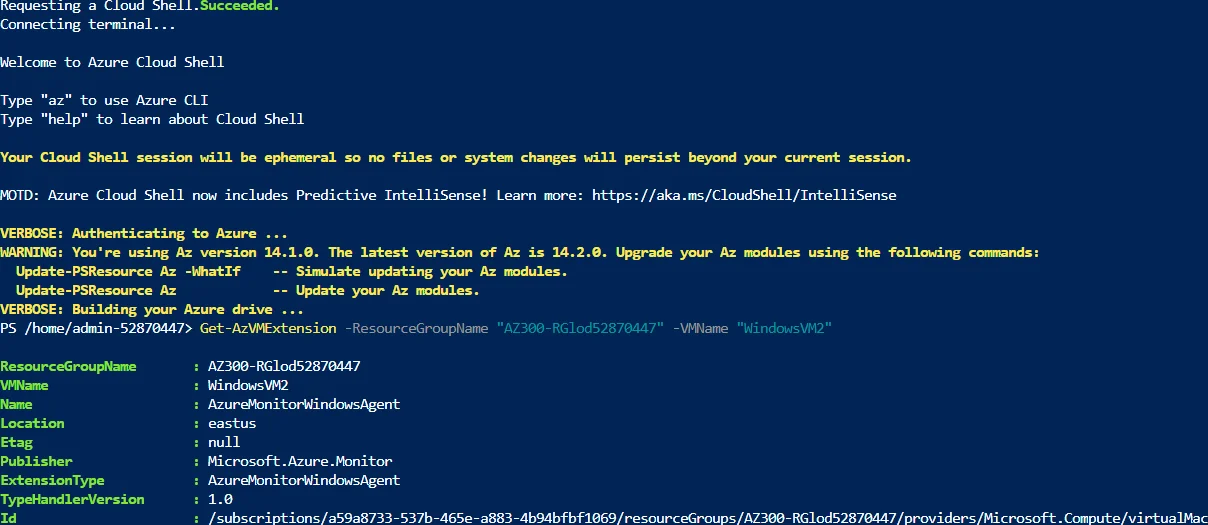 Requesting a Cloud Shell.Succeeded.
Connecting terminal...
Welcome to Azure Cloud Shell
Type "az" to use Azure CLI
Type "help" to learn about Cloud Shell
Your Cloud Shell session will be ephemeral so no files or system changes will persist beyond your current session.
MOTD: Azure Cloud Shell now includes Predictive IntelliSense! Learn more: https://aka.ms/CloudShell/IntelliSense
VERBOSE: Authenticating to Azure ...
WARNING: You're using Az version 14.1.0. The latest version of Az is 14.2.0. Upgrade your Az modules using the following commands:
  Update-PSResource Az -WhatIf    -- Simulate updating your Az modules.
  Update-PSResource Az            -- Update your Az modules.
VERBOSE: Building your Azure drive ...
PS /home/admin-52870447> Get-AzVMExtension -ResourceGroupName "AZ300-RGlod52870447" -VMName "WindowsVM2"
ResourceGroupName       : AZ300-RGlod52870447
VMName                  : WindowsVM2
Name                    : AzureMonitorWindowsAgent
Location                : eastus
Etag                    : null
Publisher               : Microsoft.Azure.Monitor
ExtensionType           : AzureMonitorWindowsAgent
TypeHandlerVersion      : 1.0
Id                      : /subscriptions/a59a8733-537b-465e-a883-4b94bfbf1069/resourceGroups/AZ300-RGlod52870447/providers/Microsoft.Compute/virtualMac